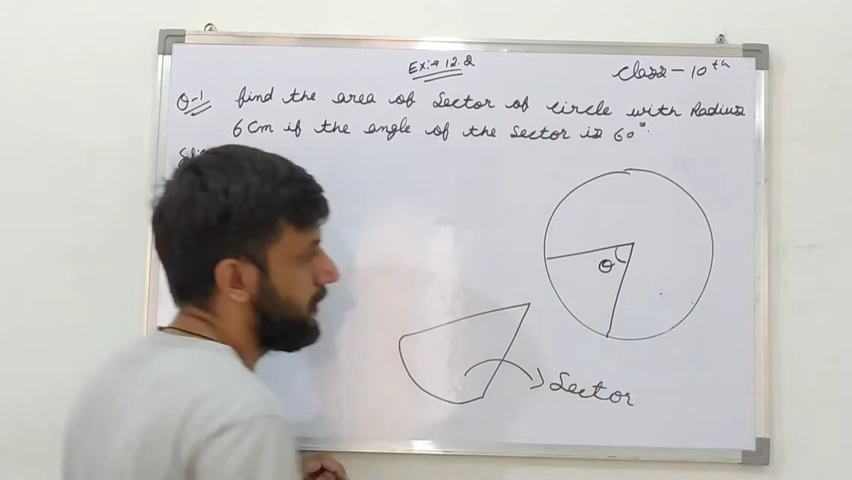 Ex:- 12.2
Class - 10th
Q-1 find the area of Sector of circle with Radius
6 Cm if the angle of the Sector is 60°.
θ
Sector